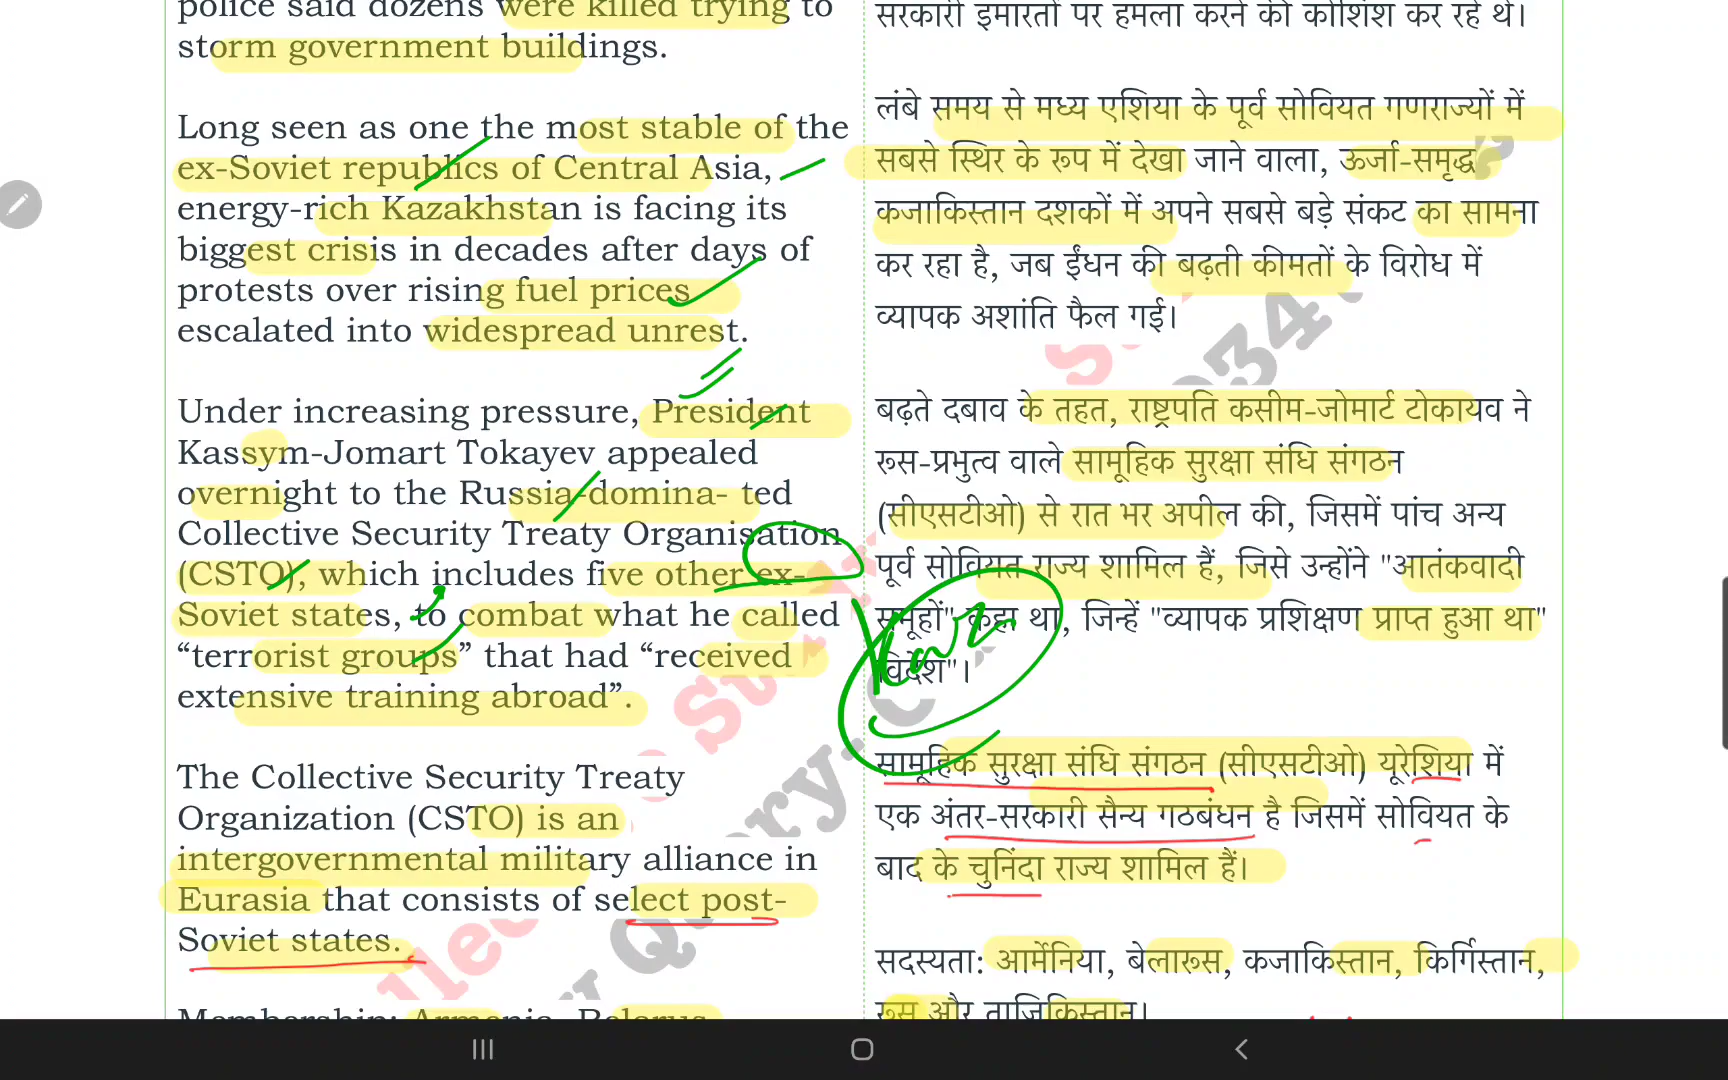 police said dozens were killed trying to
storm government buildings.
Long seen as one the most stable of the
ex-Soviet republics of Central Asia,
energy-rich Kazakhstan is facing its
biggest crisis in decades after days of
protests over rising fuel prices
escalated into widespread unrest.
Under increasing pressure, President
Kassym-Jomart Tokayev appealed
overnight to the Russia-domina- ted
Collective Security Treaty Organisation
(CSTO), which includes five other ex-
Soviet states, to combat what he called
“terrorist groups” that had “received
extensive training abroad”.
The Collective Security Treaty
Organization (CSTO) is an
intergovernmental military alliance in
Eurasia that consists of select post-
Soviet states.
Membership: Armenia, Belarus,
सरकारी इमारतों पर हमला करने की कोशिश कर रहे थे।
लंबे समय से मध्य एशिया के पूर्व सोवियत गणराज्यों में
सबसे स्थिर के रूप में देखा जाने वाला, ऊर्जा-समृद्ध
कजाकिस्तान दशकों में अपने सबसे बड़े संकट का सामना
कर रहा है, जब ईंधन की बढ़ती कीमतों के विरोध में
व्यापक अशांति फैल गई।
बढ़ते दबाव के तहत, राष्ट्रपति कसीम-जोमार्ट टोकायव ने
रूस-प्रभुत्व वाले सामूहिक सुरक्षा संधि संगठन
(सीएसटीओ) से रात भर अपील की, जिसमें पांच अन्य
पूर्व सोवियत राज्य शामिल हैं, जिसे उन्होंने "आतंकवादी
समूहों" कहा था, जिन्हें "व्यापक प्रशिक्षण प्राप्त हुआ था"
विदेश"।
सामूहिक सुरक्षा संधि संगठन (सीएसटीओ) यूरेशिया में
एक अंतर-सरकारी सैन्य गठबंधन है जिसमें सोवियत के
बाद के चुनिंदा राज्य शामिल हैं।
सदस्यता: आर्मेनिया, बेलारूस, कजाकिस्तान, किर्गिस्तान,
रूस और ताजिकिस्तान।